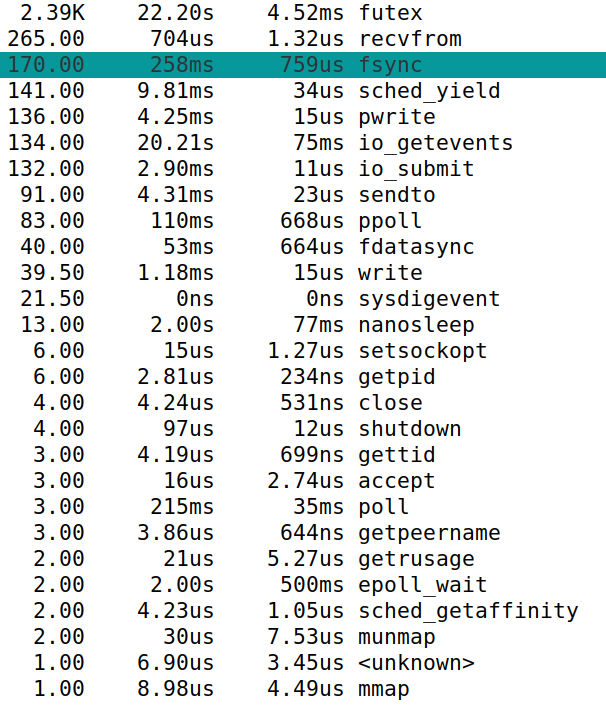 2.39K 22.20s 4.52ms futex
265.00 704us 1.32us recvfrom
170.00 258ms 759us fsync
141.00 9.81ms 34us sched_yield
136.00 4.25ms 15us pwrite
134.00 20.21s 75ms io_getevents
132.00 2.90ms 11us io_submit
91.00 4.31ms 23us sendto
83.00 110ms 668us ppoll
40.00 53ms 664us fdatasync
39.50 1.18ms 15us write
21.50 0ns 0ns sysdigevent
13.00 2.00s 77ms nanosleep
6.00 15us 1.27us setsockopt
6.00 2.81us 234ns getpid
4.00 4.24us 531ns close
4.00 97us 12us shutdown
3.00 4.19us 699ns gettid
3.00 16us 2.74us accept
3.00 215ms 35ms poll
3.00 3.86us 644ns getpeername
2.00 21us 5.27us getrusage
2.00 2.00s 500ms epoll_wait
2.00 4.23us 1.05us sched_getaffinity
2.00 30us 7.53us munmap
1.00 6.90us 3.45us <unknown>
1.00 8.98us 4.49us mmap